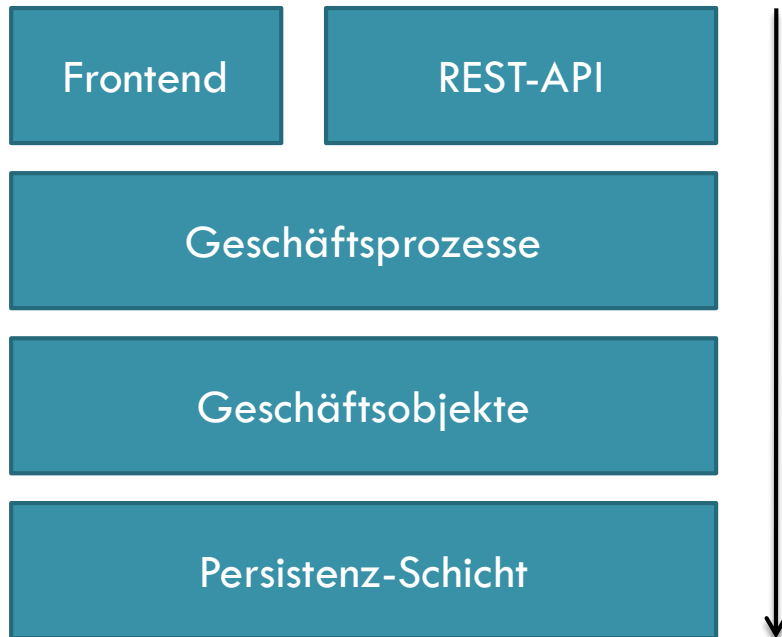 Frontend
REST-API
Geschäftsprozesse
Geschäftsobjekte
Persistenz-Schicht